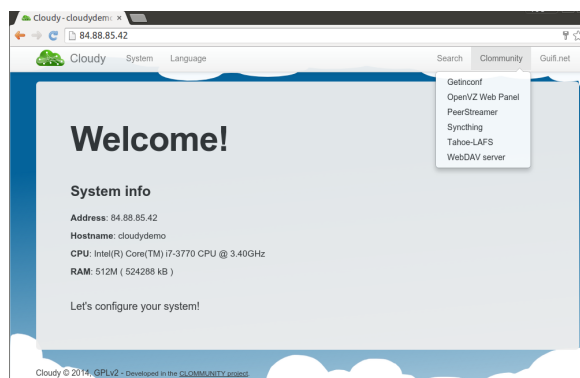 Cloudy - cloudydemo
84.88.85.42
Cloudy System Language Search Clommunity Guifi.net
Getinconf
OpenVZ Web Panel
PeerStreamer
Syncthing
Tahoe-LAFS
WebDAV server
Welcome!
System info
Address: 84.88.85.42
Hostname: cloudydemo
CPU: Intel(R) Core(TM) i7-3770 CPU @ 3.40GHz
RAM: 512M ( 524288 kB )
Let's configure your system!
Cloudy © 2014, GPLv2 - Developed in the CLOMMUNITY project.